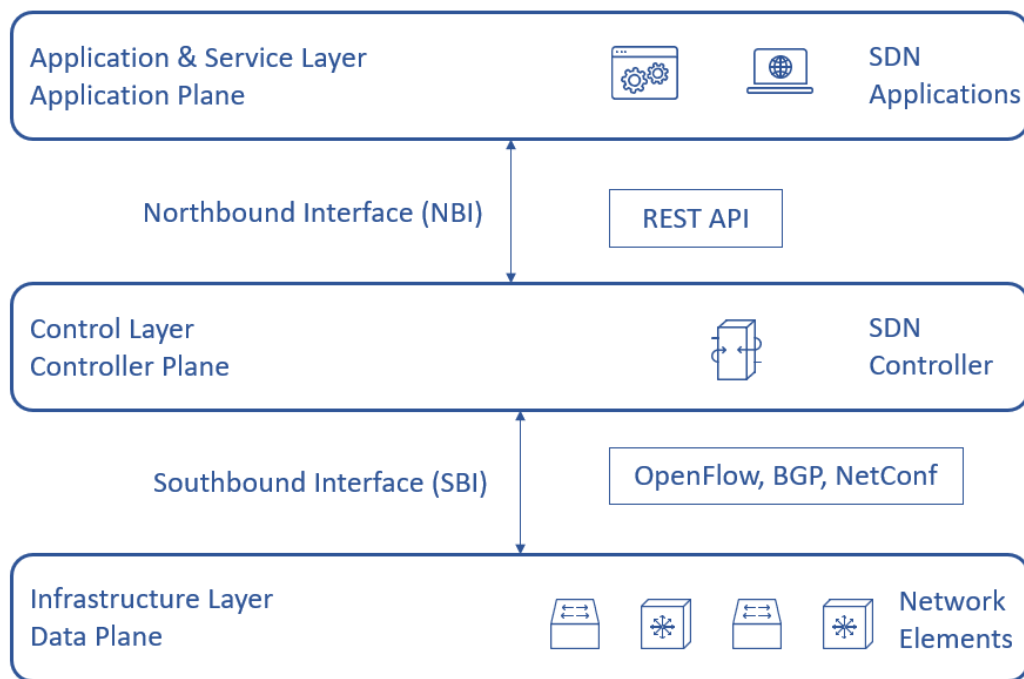 Application & Service Layer
Application Plane
SDN
Applications
Northbound Interface (NBI)
REST API
Control Layer
Controller Plane
SDN
Controller
Southbound Interface (SBI)
OpenFlow, BGP, NetConf
Infrastructure Layer
Data Plane
Network
Elements